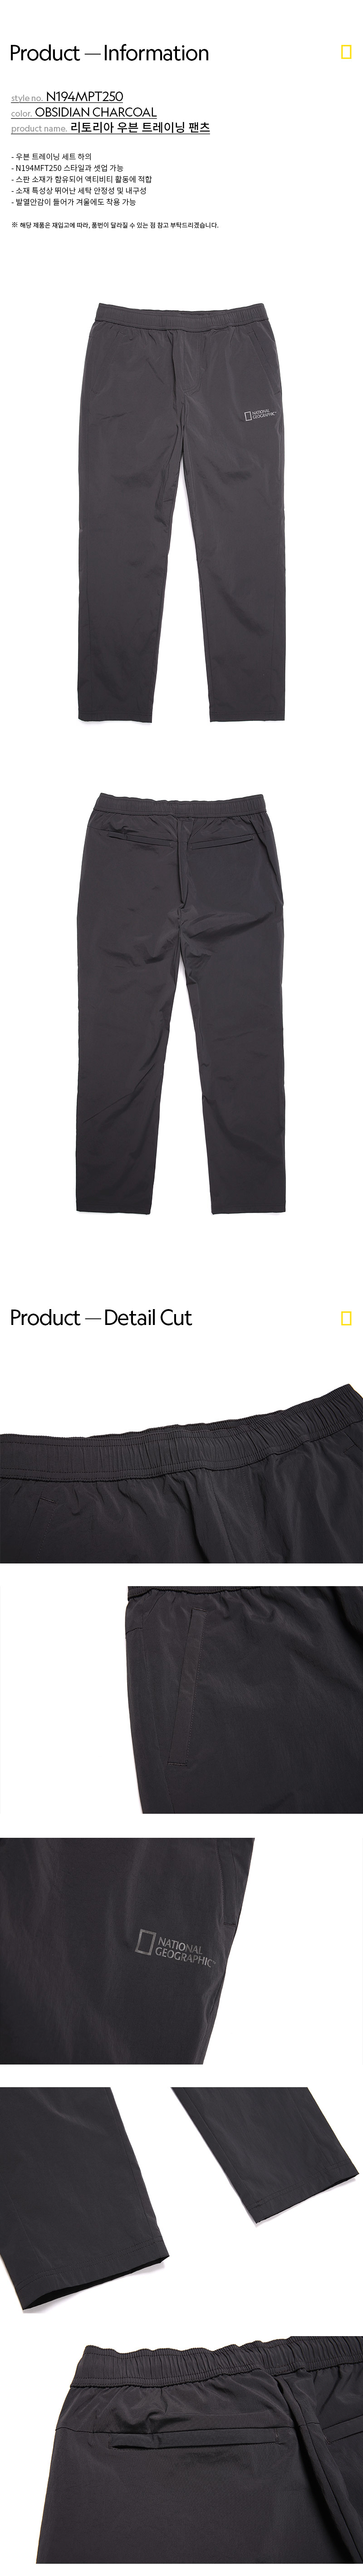 Product — Information
style no. N194MPT250
color. OBSIDIAN CHARCOAL
product name. 리토리아 우븐 트레이닝 팬츠
- 우븐 트레이닝 세트 하의
- N194MFT250 스타일과 셋업 가능
- 스판 소재가 함유되어 액티비티 활동에 적합
- 소재 특성상 뛰어난 세탁 안정성 및 내구성
- 발열안감이 들어가 겨울에도 착용 가능
※ 해당 제품은 재입고에 따라, 품번이 달라질 수 있는 점 참고 부탁드리겠습니다.
NATIONAL
GEOGRAPHIC
Product — Detail Cut
NATIONAL
GEOGRAPHIC